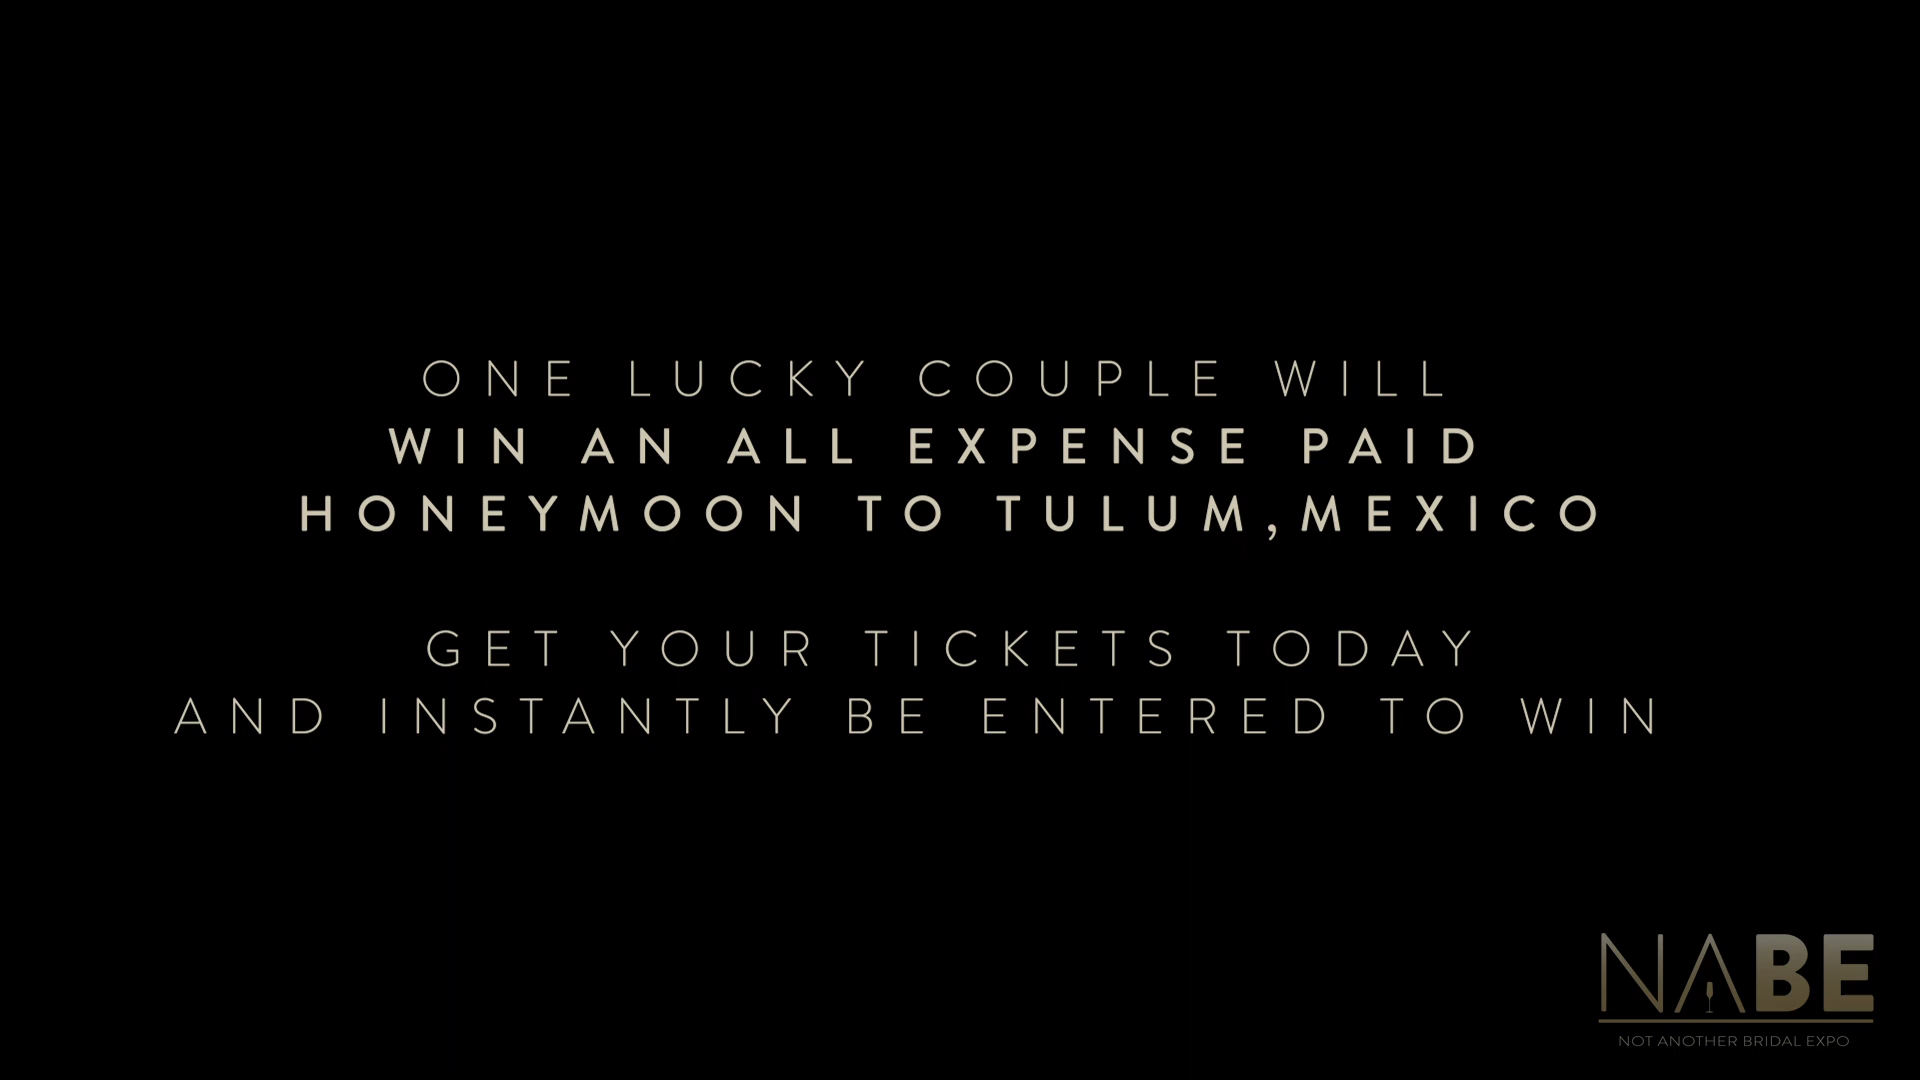 ONE LUCKY COUPLE WILL
WIN AN ALL EXPENSE PAID
HONEYMOON TO TULUM,MEXICO
GET YOUR TICKETS TODAY
AND INSTANTLY BE ENTERED TO WIN
NABE
NOT ANOTHER BRIDAL EXPO